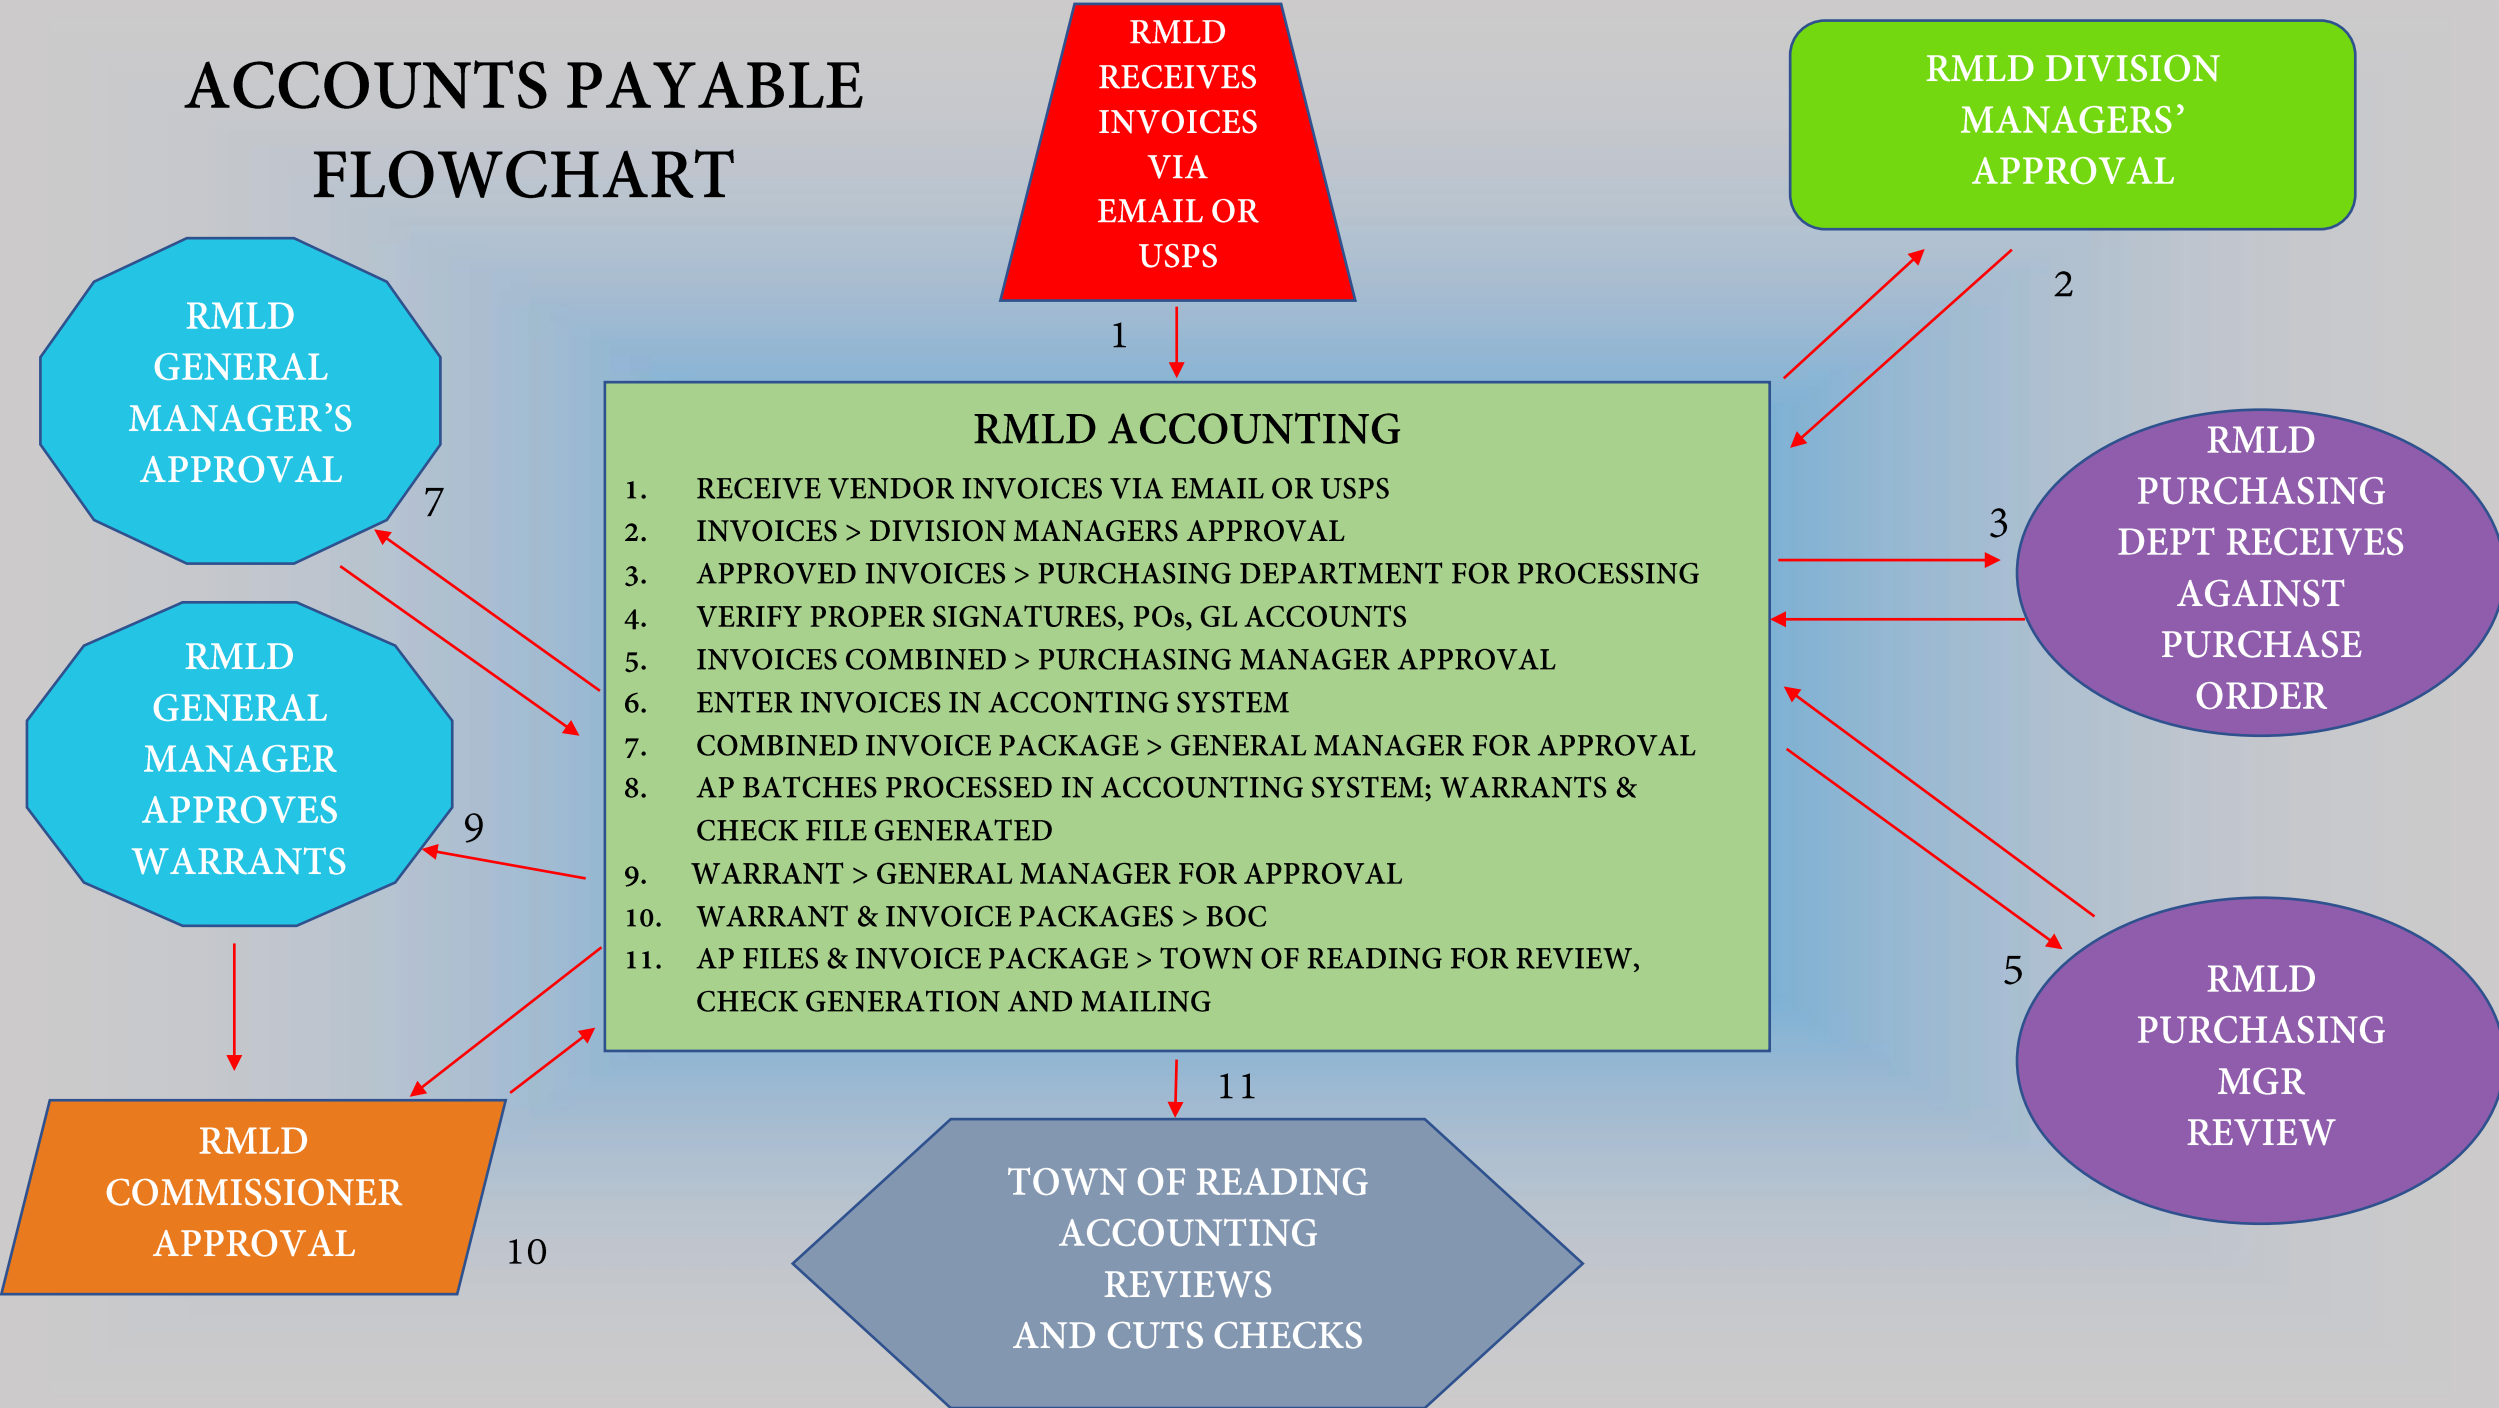 ACCOUNTS PAYABLE
FLOWCHART
RMLD
RECEIVES
INVOICES
VIA
EMAIL OR
USPS
1
RMLD DIVISION
MANAGERS’
APPROVAL
2
RMLD
GENERAL
MANAGER’S
APPROVAL
7
RMLD ACCOUNTING
1. RECEIVE VENDOR INVOICES VIA EMAIL OR USPS
2. INVOICES > DIVISION MANAGERS APPROVAL
3. APPROVED INVOICES > PURCHASING DEPARTMENT FOR PROCESSING
4. VERIFY PROPER SIGNATURES, POs, GL ACCOUNTS
5. INVOICES COMBINED > PURCHASING MANAGER APPROVAL
6. ENTER INVOICES IN ACCONTING SYSTEM
7. COMBINED INVOICE PACKAGE > GENERAL MANAGER FOR APPROVAL
8. AP BATCHES PROCESSED IN ACCOUNTING SYSTEM; WARRANTS &
CHECK FILE GENERATED
9. WARRANT > GENERAL MANAGER FOR APPROVAL
10. WARRANT & INVOICE PACKAGES > BOC
11. AP FILES & INVOICE PACKAGE > TOWN OF READING FOR REVIEW,
CHECK GENERATION AND MAILING
3
RMLD
PURCHASING
DEPT RECEIVES
AGAINST
PURCHASE
ORDER
RMLD
GENERAL
MANAGER
APPROVES
WARRANTS
9
5
RMLD
PURCHASING
MGR
REVIEW
RMLD
COMMISSIONER
APPROVAL
10
11
TOWN OF READING
ACCOUNTING
REVIEWS
AND CUTS CHECKS